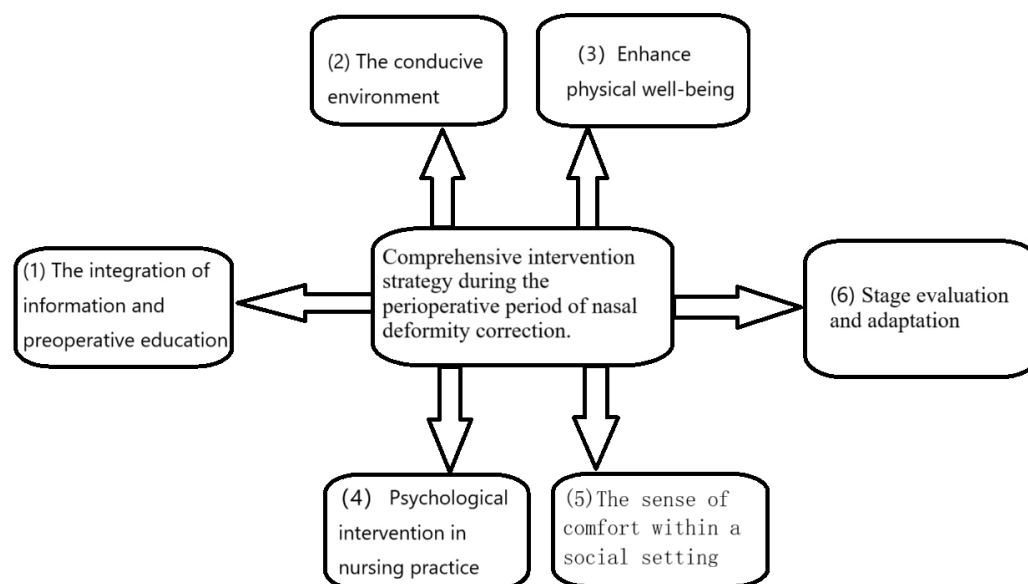 (2) The conducive
environment
(3) Enhance
physical well-being
(1) The integration of
information and
preoperative education
Comprehensive intervention
strategy during the
perioperative period of nasal
deformity correction.
(6) Stage evaluation
and adaptation
(4) Psychological
intervention in
nursing practice
(5)The sense of
comfort within a
social setting